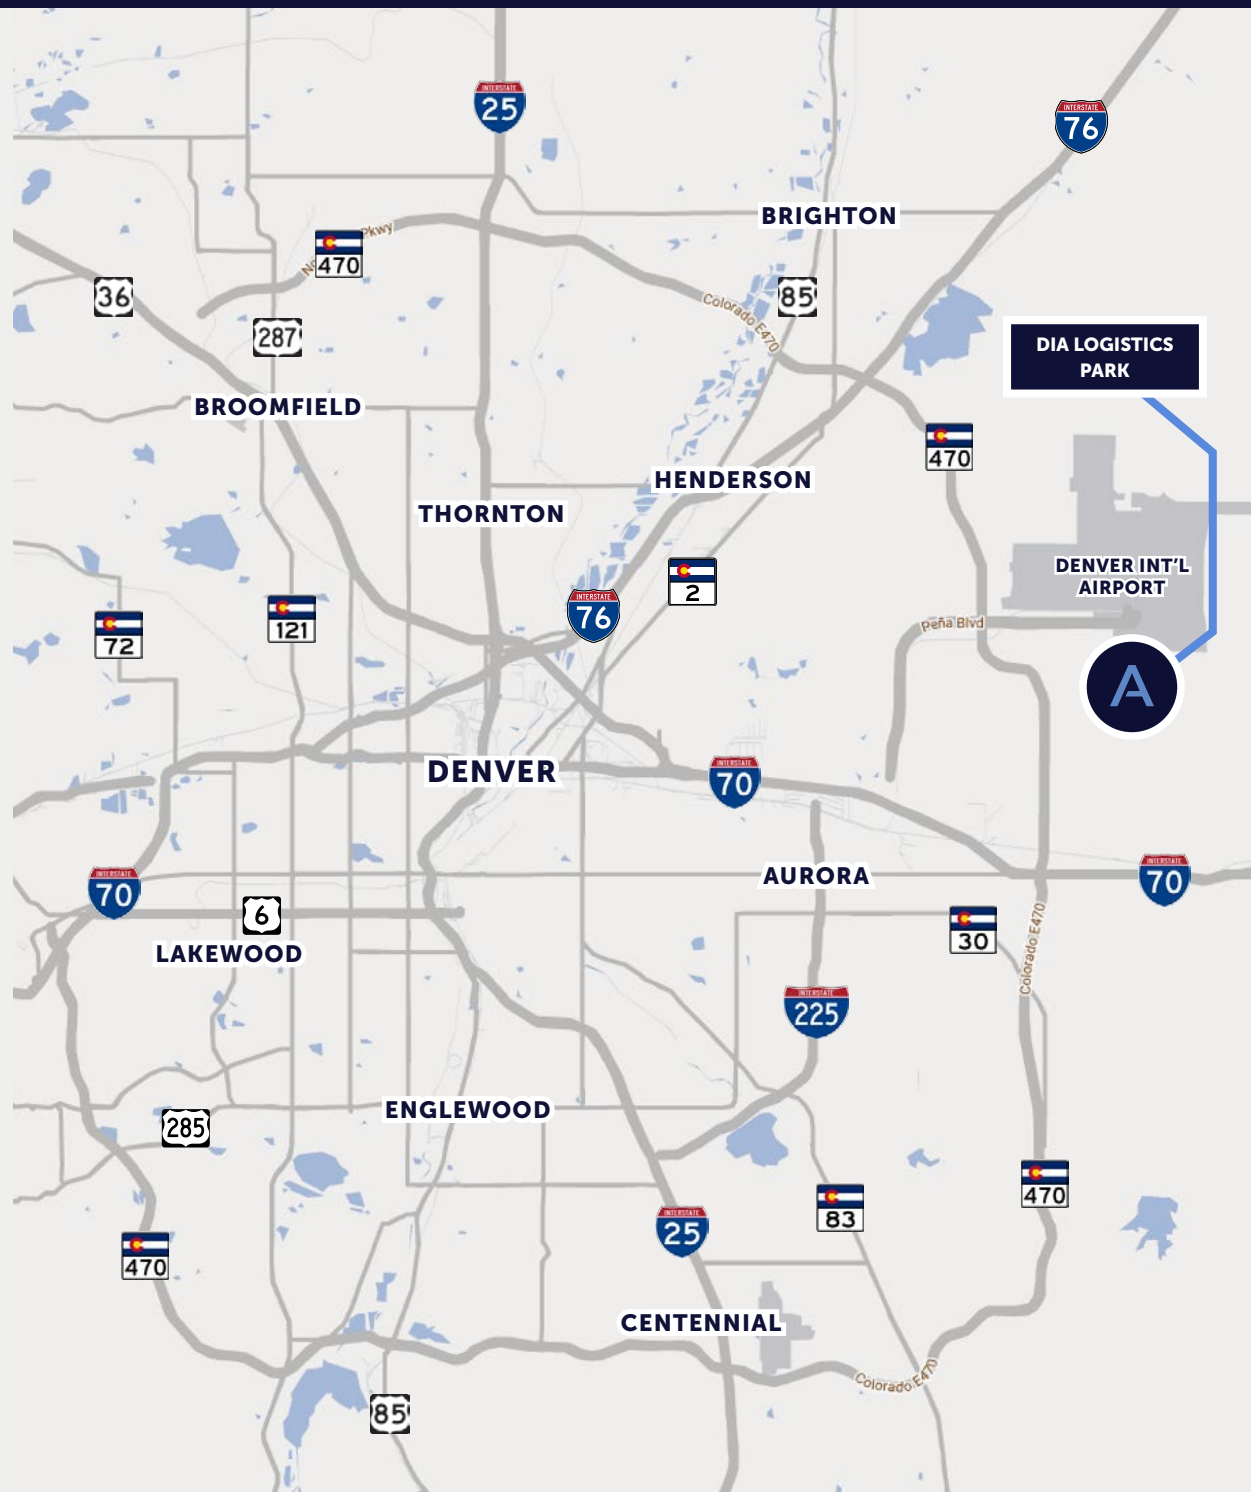 INTERSTATE
25
INTERSTATE
76
BRIGHTON
Pkwy
470
36
85
Colorado E470
287
DIA LOGISTICS
PARK
BROOMFIELD
470
HENDERSON
THORNTON
DENVER INT'L
AIRPORT
2
INTERSTATE
76
121
72
Peña Blvd
A
DENVER
INTERSTATE
70
AURORA
INTERSTATE
70
INTERSTATE
70
6
30
LAKEWOOD
Colorado E470
INTERSTATE
225
ENGLEWOOD
285
470
83
INTERSTATE
25
470
CENTENNIAL
Colorado E470
85